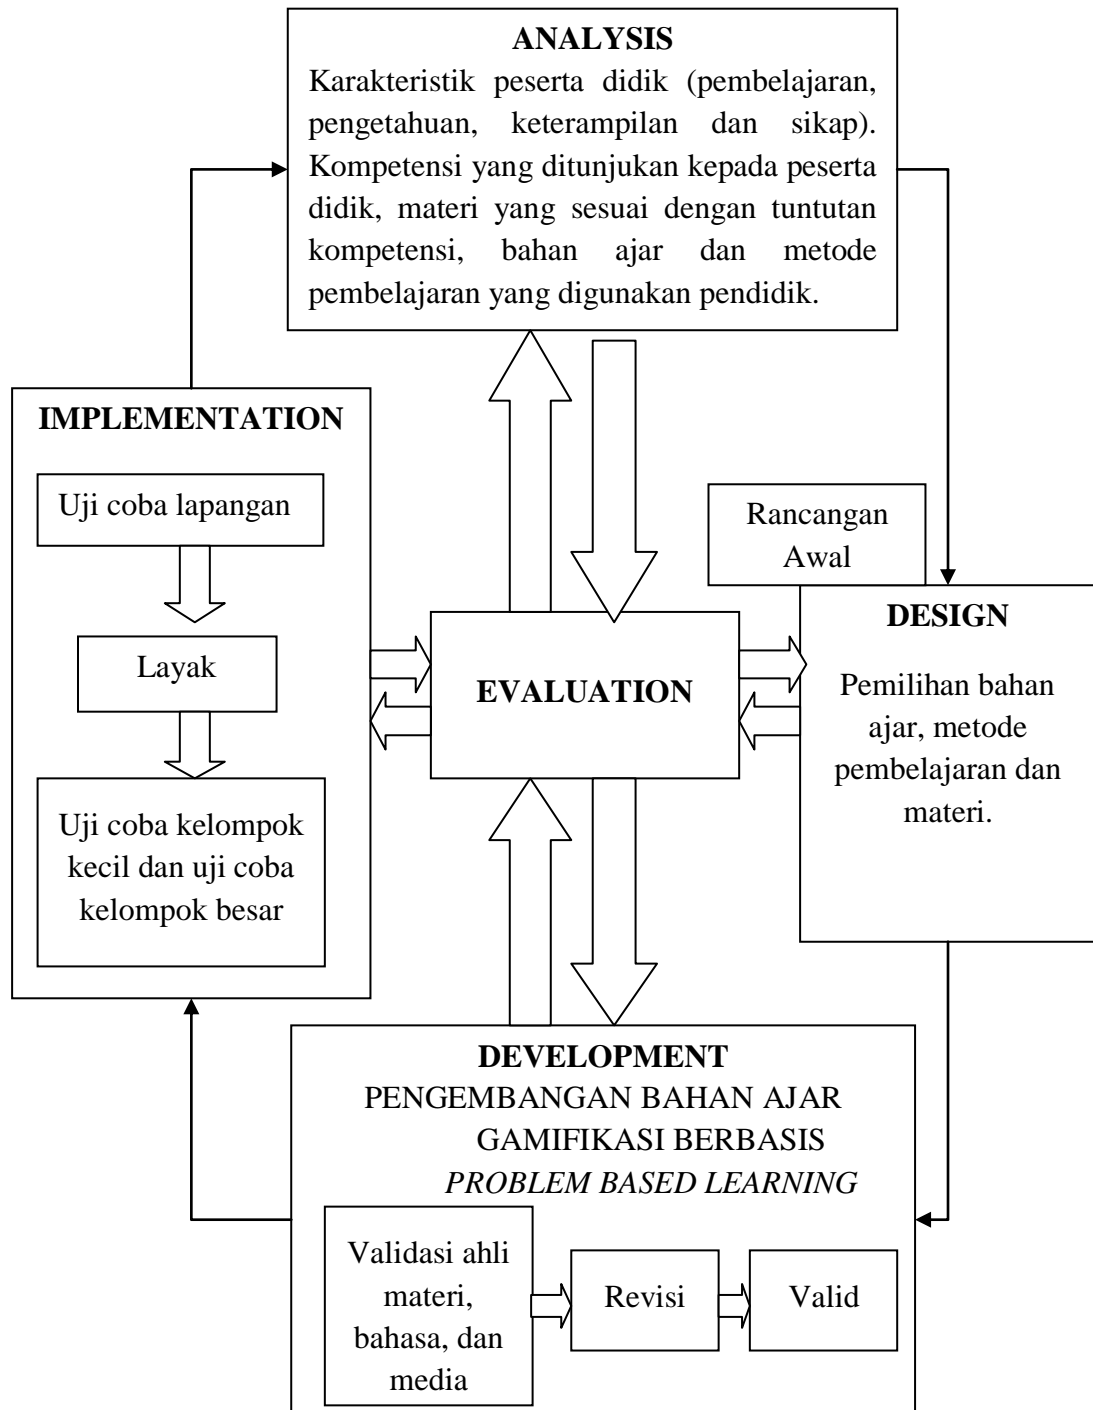 ANALYSIS
Karakteristik peserta didik (pembelajaran,
pengetahuan, keterampilan dan sikap).
Kompetensi yang ditunjukan kepada peserta
didik, materi yang sesuai dengan tuntutan
kompetensi, bahan ajar dan metode
pembelajaran yang digunakan pendidik.
IMPLEMENTATION
Uji coba lapangan
Layak
Uji coba kelompok
kecil dan uji coba
kelompok besar
EVALUATION
Rancangan
Awal
DESIGN
Pemilihan bahan
ajar, metode
pembelajaran dan
materi.
DEVELOPMENT
PENGEMBANGAN BAHAN AJAR
GAMIFIKASI BERBASIS
PROBLEM BASED LEARNING
Validasi ahli
materi,
bahasa, dan
media
Revisi
Valid